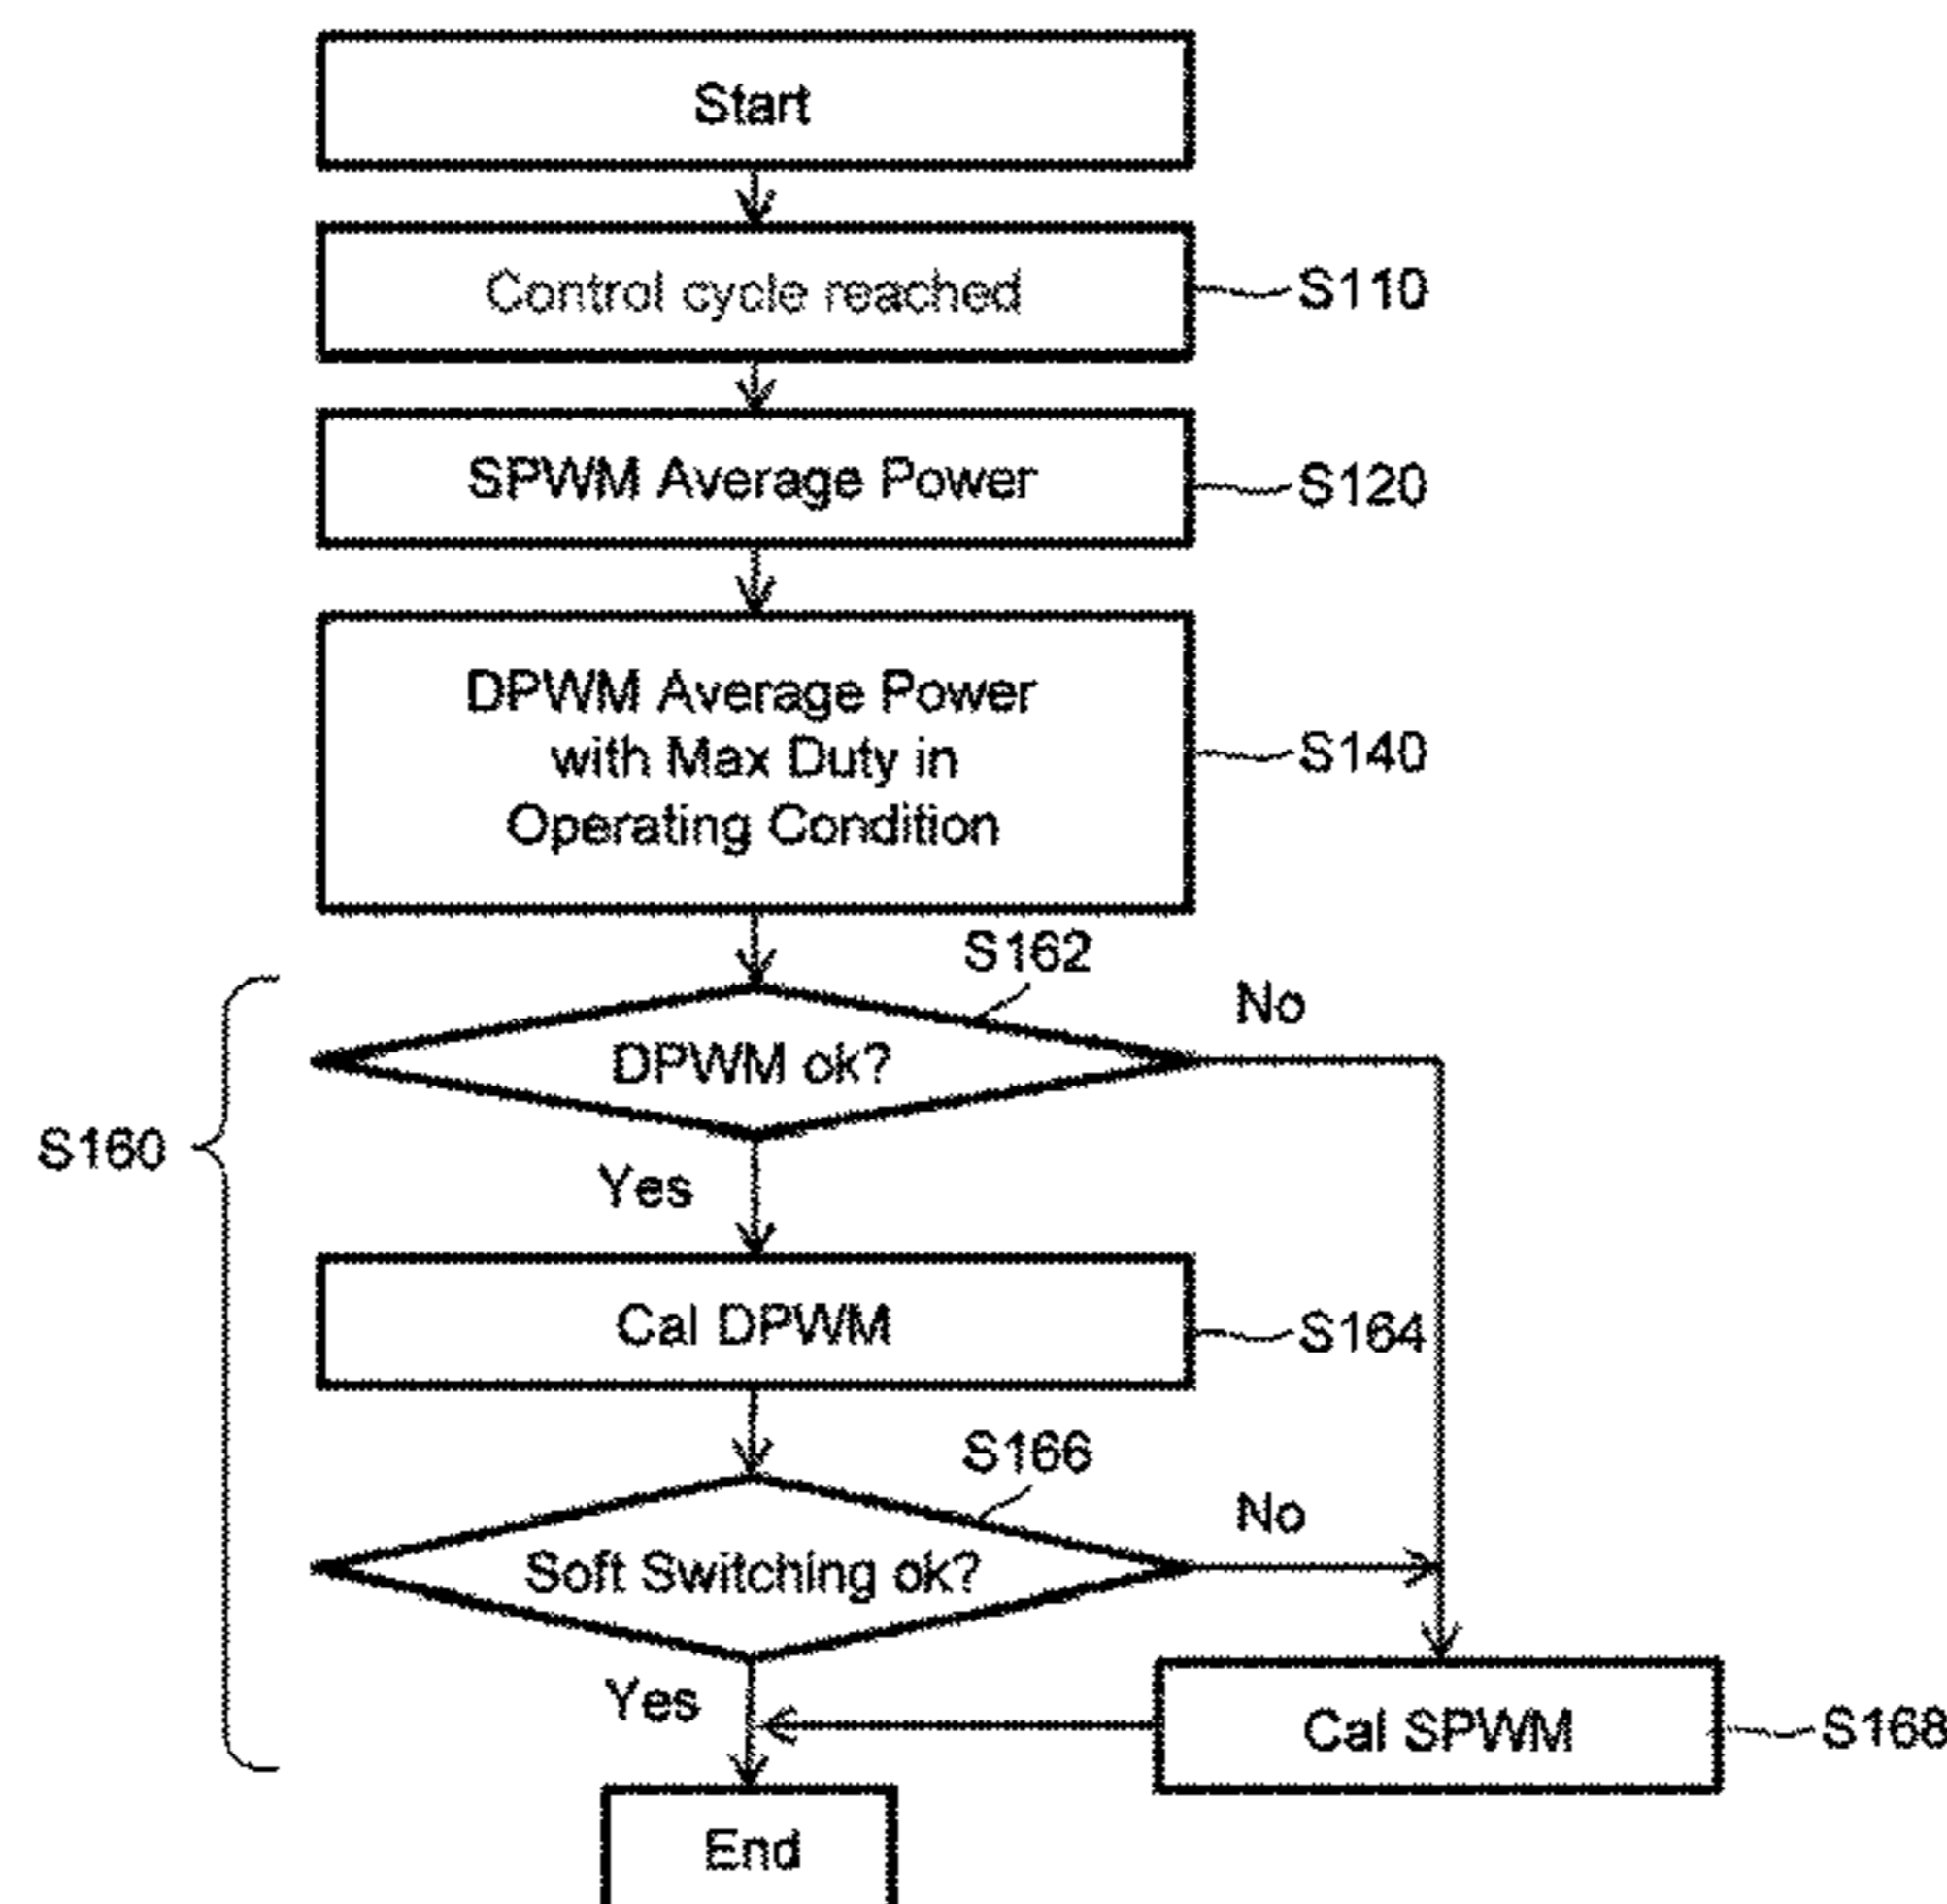 Start
Control cycle reached
S110
SPWM Average Power
S120
DPWM Average Power
with Max Duty in
Operating Condition
S140
S162
No
DPWM ok?
S160
Yes
Cal DPWM
S164
S166
No
Soft Switching ok?
Yes
Cal SPWM
S168
End